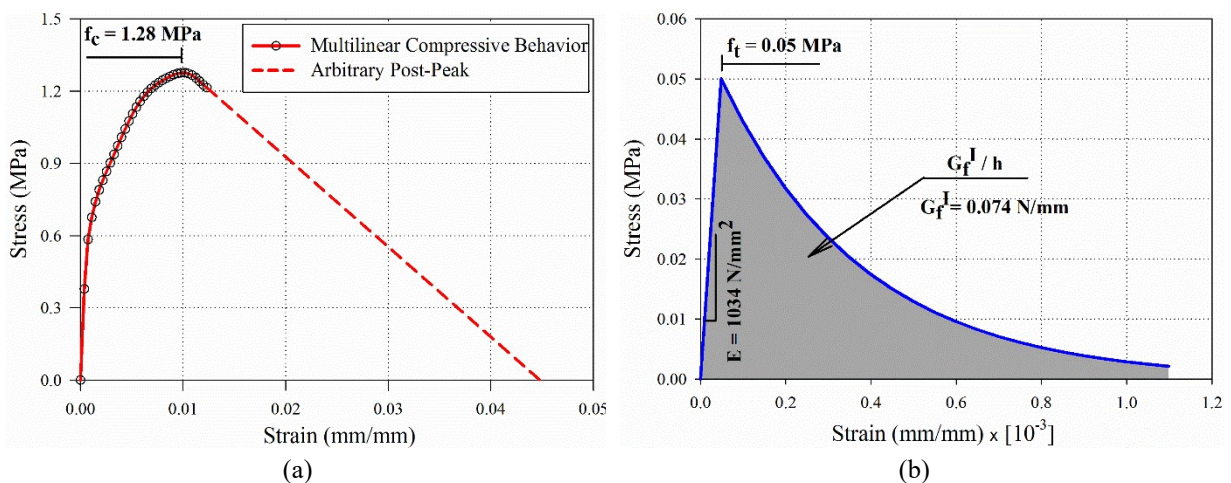 1.5
1.2
0.9
0.6
0.3
0.0
Stress (MPa)
f_c = 1.28 MPa
Multilinear Compressive Behavior
Arbitrary Post-Peak
0.00 0.01 0.02 0.03 0.04 0.05
Strain (mm/mm)
(a)
0.06
0.05
0.04
0.03
0.02
0.01
0.00
Stress (MPa)
f_t = 0.05 MPa
G_f^I / h
G_f^I = 0.074 N/mm
E = 1034 N/mm²
0.0 0.2 0.4 0.6 0.8 1.0 1.2
Strain (mm/mm) x [10⁻³]
(b)